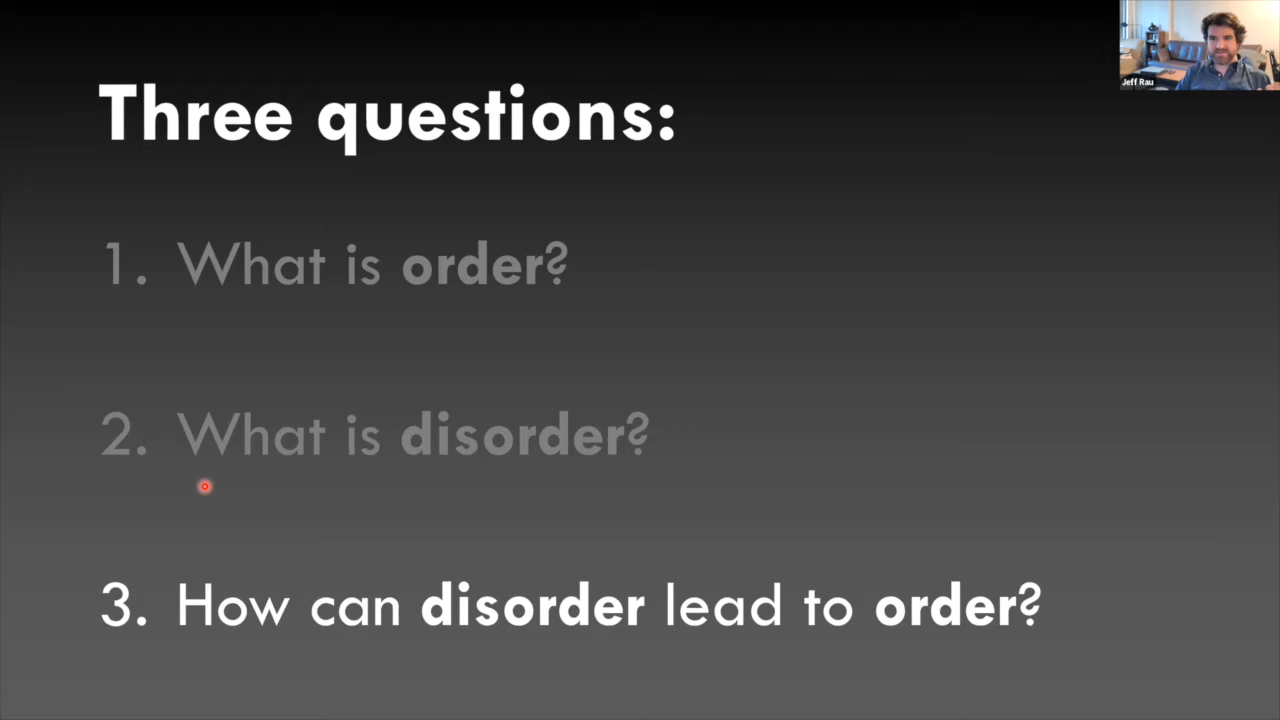 Jeff Rau
Three questions:
1. What is order?
2. What is disorder?
3. How can disorder lead to order?